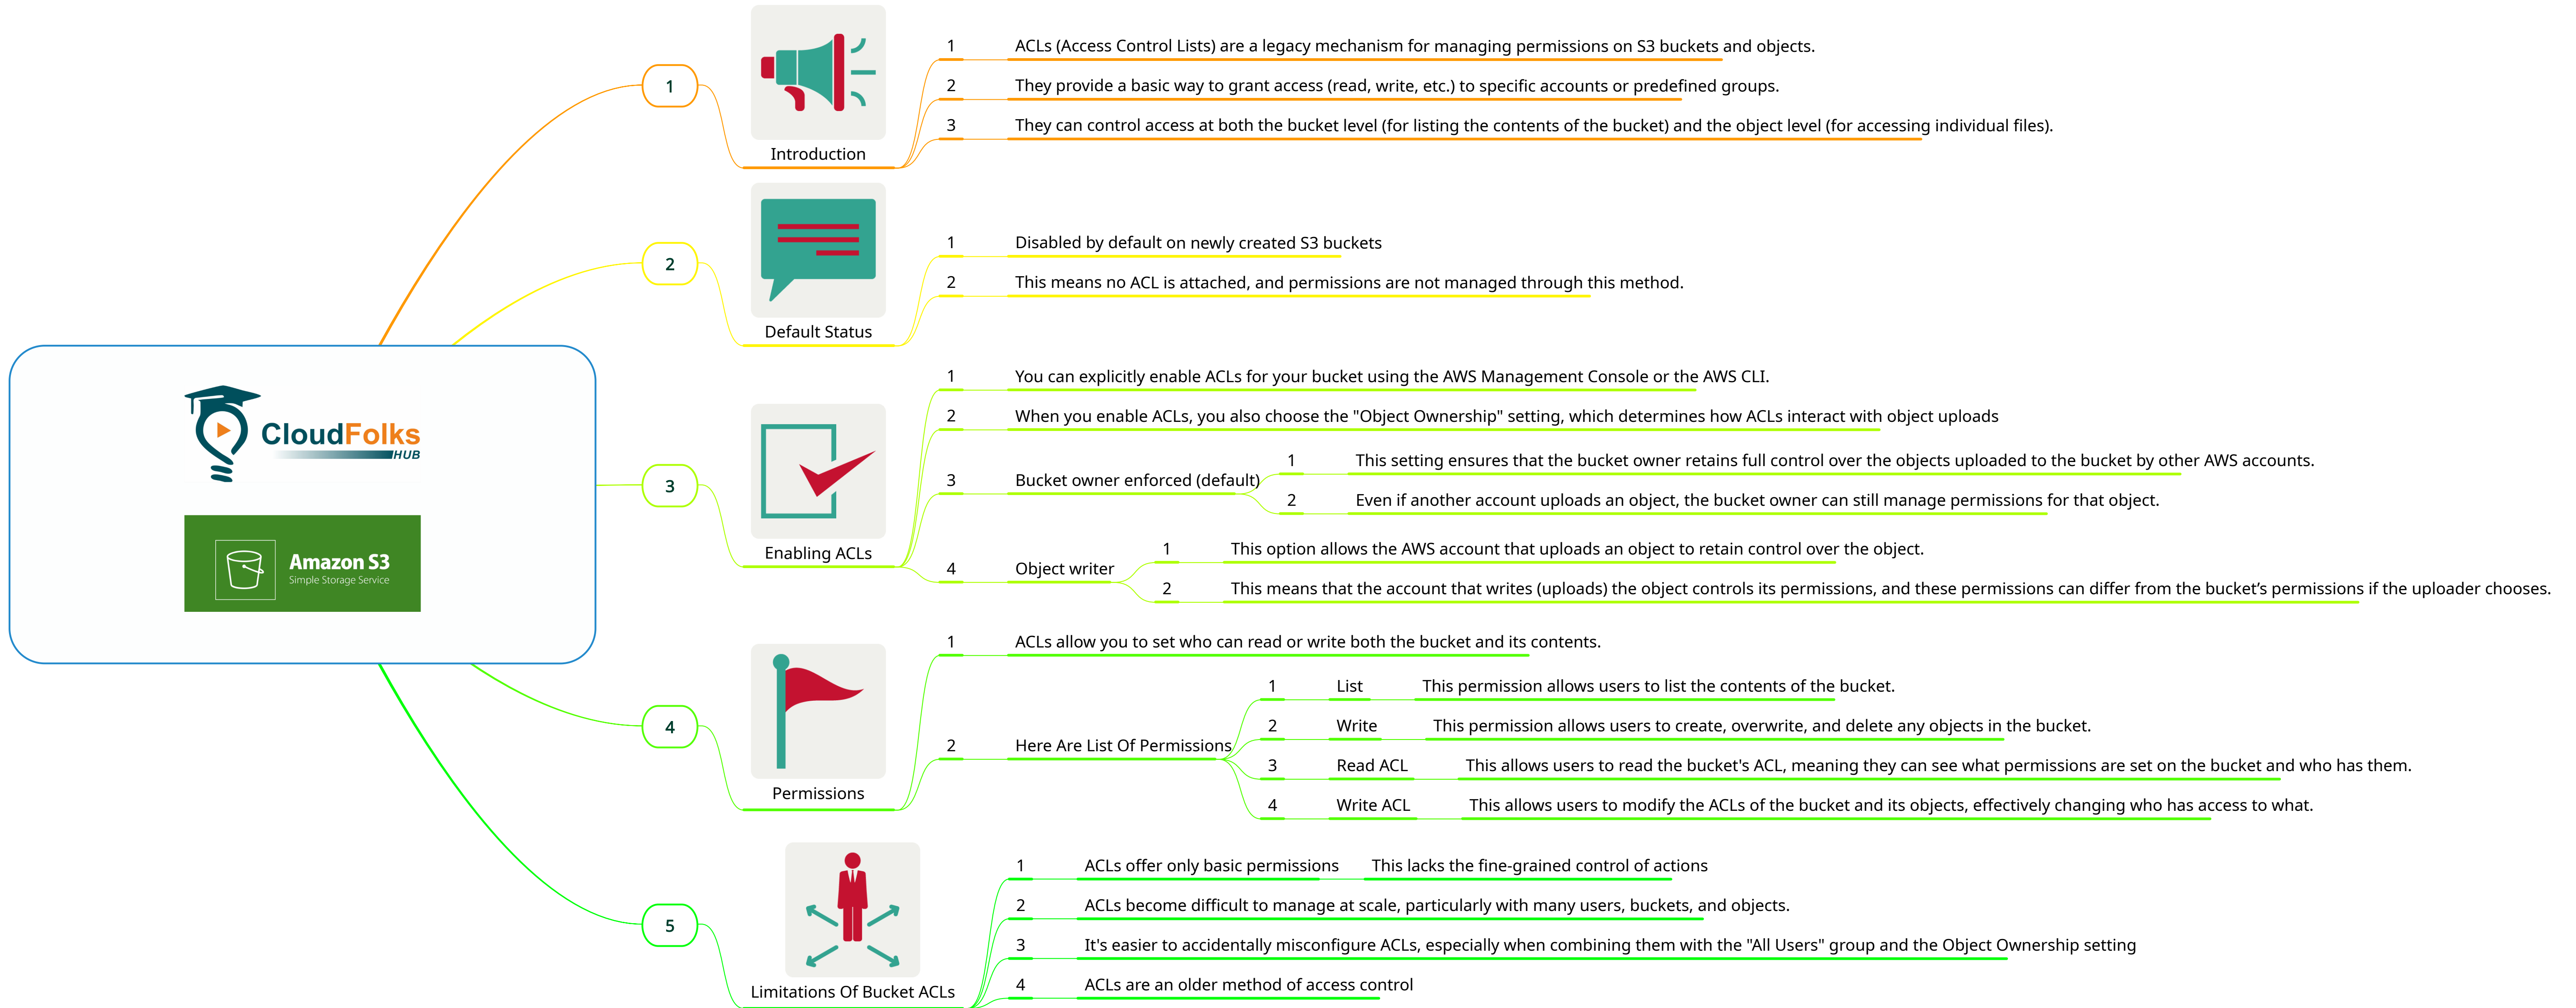 CloudFolks
HUB
Amazon S3
Simple Storage Service
1
Introduction
1 ACLs (Access Control Lists) are a legacy mechanism for managing permissions on S3 buckets and objects.
2 They provide a basic way to grant access (read, write, etc.) to specific accounts or predefined groups.
3 They can control access at both the bucket level (for listing the contents of the bucket) and the object level (for accessing individual files).
2
Default Status
1 Disabled by default on newly created S3 buckets
2 This means no ACL is attached, and permissions are not managed through this method.
3
Enabling ACLs
1 You can explicitly enable ACLs for your bucket using the AWS Management Console or the AWS CLI.
2 When you enable ACLs, you also choose the "Object Ownership" setting, which determines how ACLs interact with object uploads
3 Bucket owner enforced (default)
1 This setting ensures that the bucket owner retains full control over the objects uploaded to the bucket by other AWS accounts.
2 Even if another account uploads an object, the bucket owner can still manage permissions for that object.
4 Object writer
1 This option allows the AWS account that uploads an object to retain control over the object.
2 This means that the account that writes (uploads) the object controls its permissions, and these permissions can differ from the bucket’s permissions if the uploader chooses.
4
Permissions
1 ACLs allow you to set who can read or write both the bucket and its contents.
2 Here Are List Of Permissions
1 List This permission allows users to list the contents of the bucket.
2 Write This permission allows users to create, overwrite, and delete any objects in the bucket.
3 Read ACL This allows users to read the bucket's ACL, meaning they can see what permissions are set on the bucket and who has them.
4 Write ACL This allows users to modify the ACLs of the bucket and its objects, effectively changing who has access to what.
5
Limitations Of Bucket ACLs
1 ACLs offer only basic permissions This lacks the fine-grained control of actions
2 ACLs become difficult to manage at scale, particularly with many users, buckets, and objects.
3 It's easier to accidentally misconfigure ACLs, especially when combining them with the "All Users" group and the Object Ownership setting
4 ACLs are an older method of access control